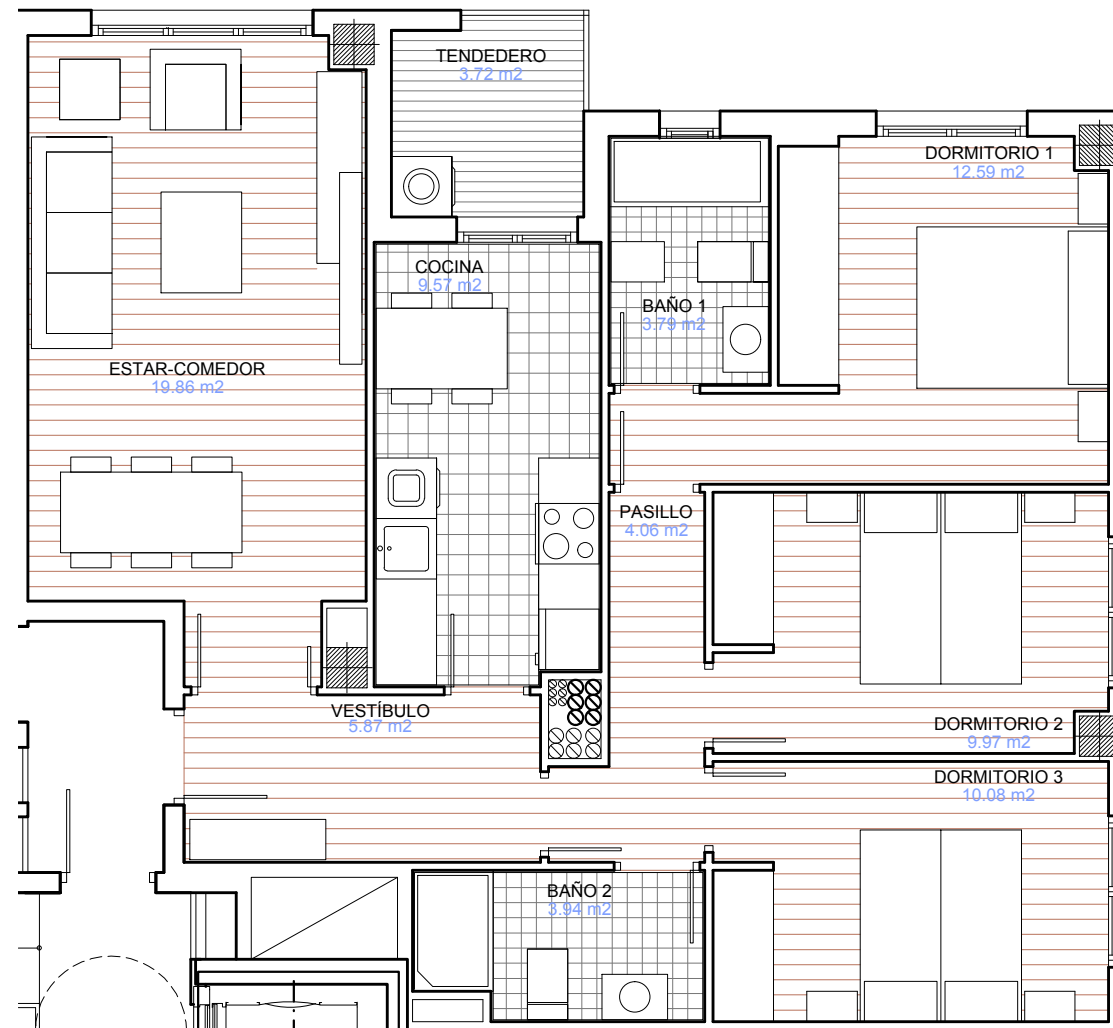 TENDEDERO
3.72 m2
DORMITORIO 1
12.59 m2
COCINA
9.57 m2
BAÑO 1
3.79 m2
ESTAR-COMEDOR
19.86 m2
PASILLO
4.06 m2
VESTÍBULO
5.87 m2
DORMITORIO 2
9.97 m2
DORMITORIO 3
10.08 m2
BAÑO 2
3.94 m2